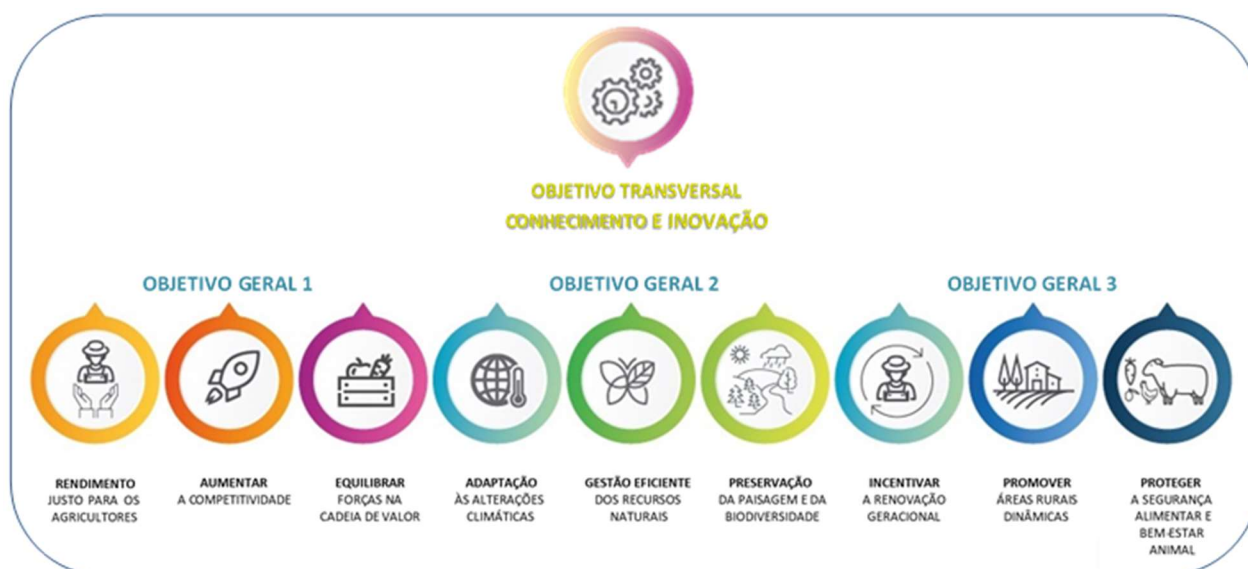 OBJETIVO TRANSVERSAL
CONHECIMENTO E INOVAÇÃO
OBJETIVO GERAL 1
OBJETIVO GERAL 2
OBJETIVO GERAL 3
RENDIMENTO
JUSTO PARA OS
AGRICULTORES
AUMENTAR
A COMPETITIVIDADE
EQUILIBRAR
FORÇAS NA
CADEIA DE VALOR
ADAPTAÇÃO
ÀS ALTERAÇÕES
CLIMÁTICAS
GESTÃO EFICIENTE
DOS RECURSOS
NATURAIS
PRESERVAÇÃO
DA PAISAGEM E DA
BIODIVERSIDADE
INCENTIVAR
A RENOVAÇÃO
GERACIONAL
PROMOVER
ÁREAS RURAIS
DINÂMICAS
PROTEGER
A SEGURANÇA
ALIMENTAR E
BEM-ESTAR
ANIMAL